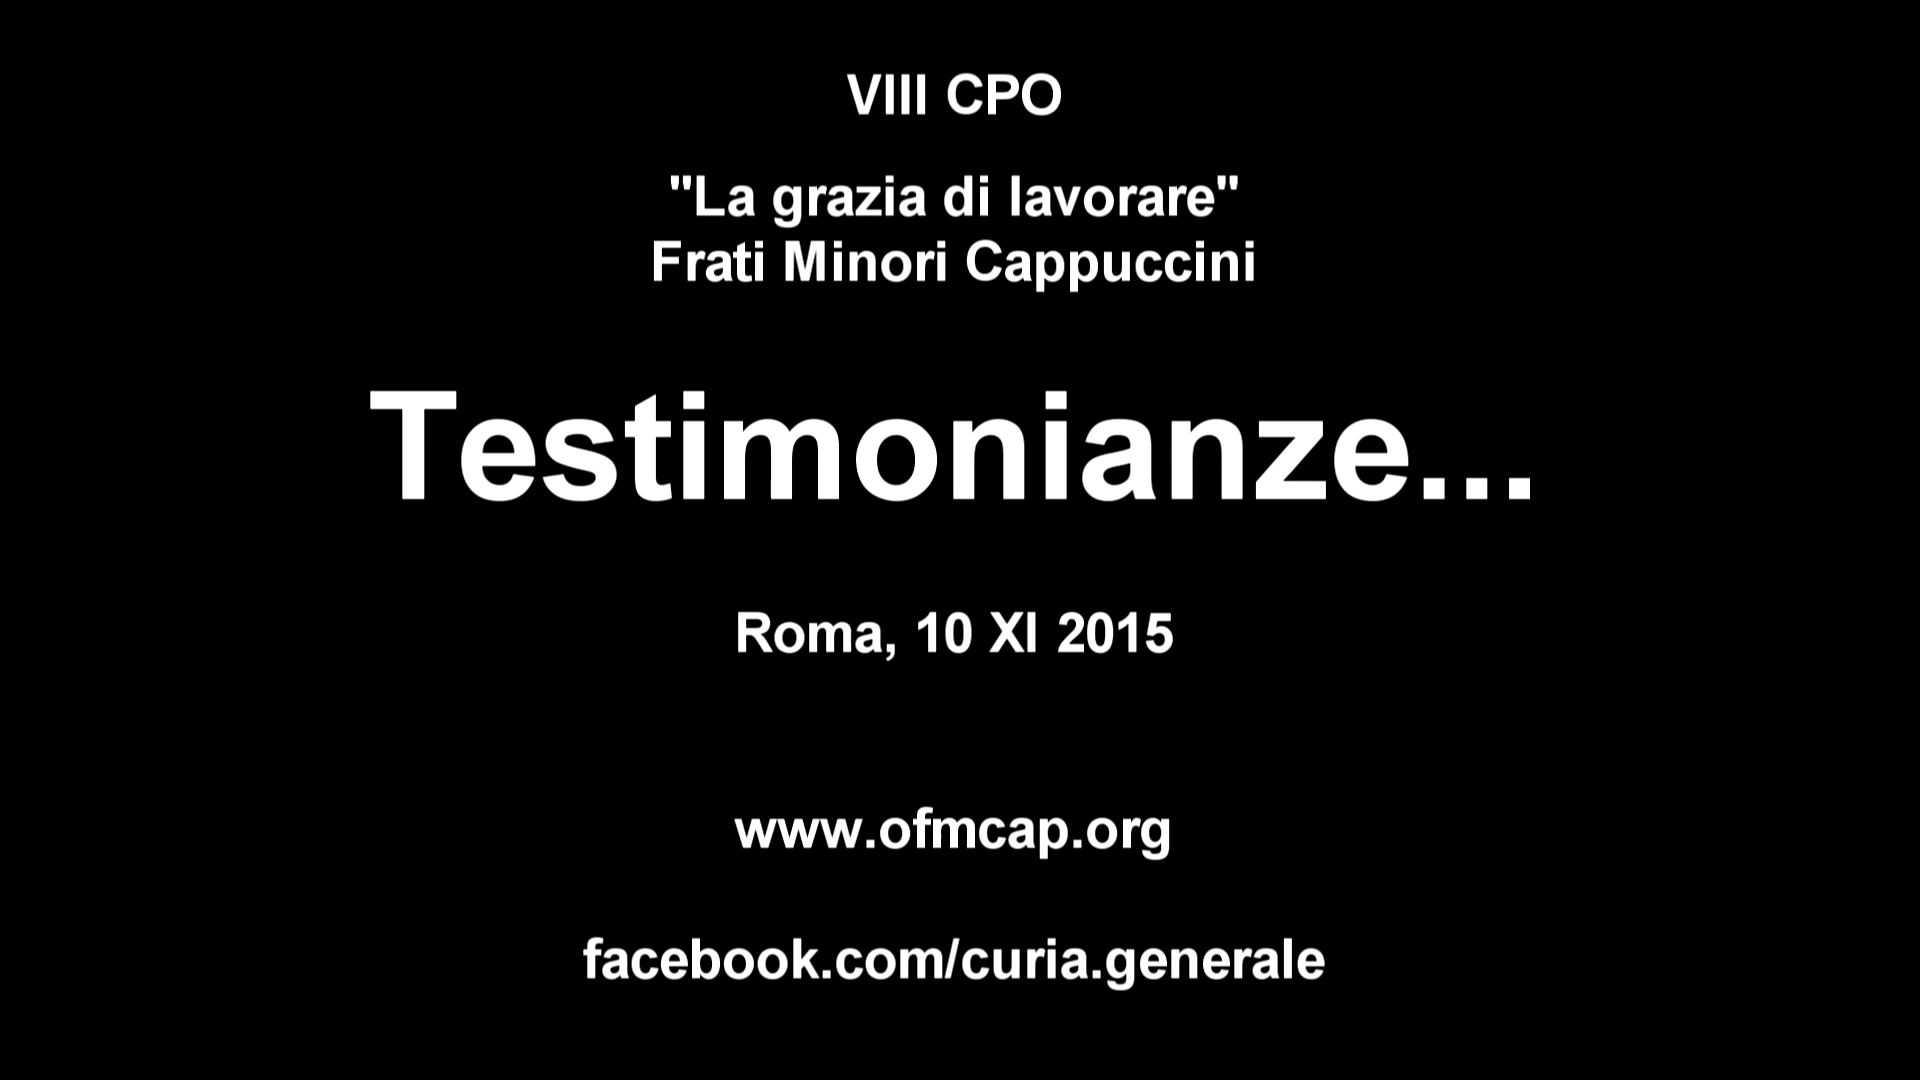 VIII CPO
"La grazia di lavorare"
Frati Minori Cappuccini
Testimonianze...
Roma, 10 XI 2015
www.ofmcap.org
facebook.com/curia.generale